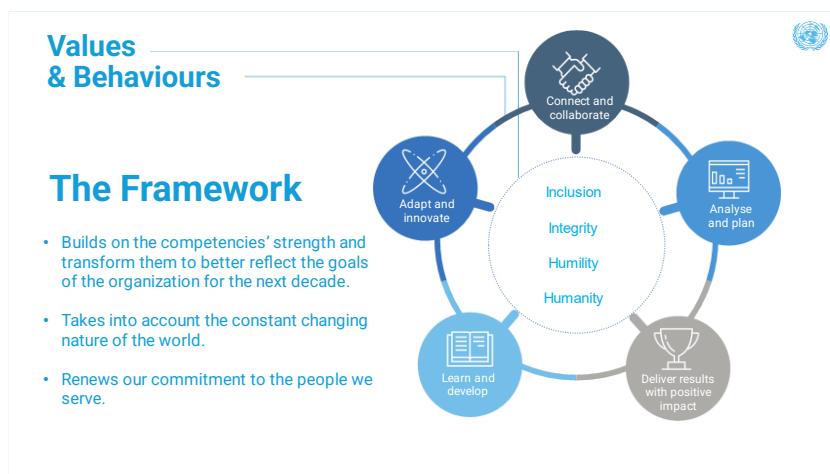 Values
& Behaviours
The Framework
• Builds on the competencies’ strength and
transform them to better reflect the goals
of the organization for the next decade.
• Takes into account the constant changing
nature of the world.
• Renews our commitment to the people we
serve.
Connect and
collaborate
Analyse
and plan
Deliver results
with positive
impact
Learn and
develop
Adapt and
innovate
Inclusion
Integrity
Humility
Humanity